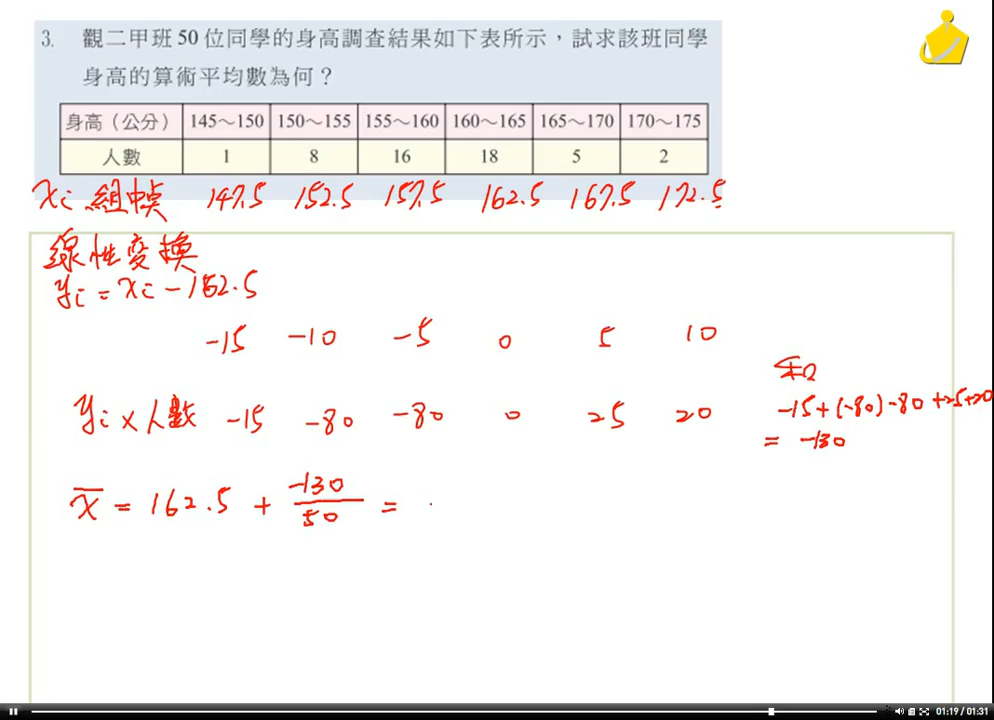 3. 觀二甲班 50 位同學的身高調查結果如下表所示，試求該班同學
身高的算術平均數為何？
身高（公分） 145～150 150～155 155～160 160～165 165～170 170～175
人數 1 8 16 18 5 2
xi 組中点 147.5 152.5 157.5 162.5 167.5 172.5
線性變換
yi = xi - 162.5
-15 -10 -5 0 5 10
和
yi × 人數 -15 -80 -80 0 25 20
-15+(-80)-80+25+20
= -130
x̄ = 162.5 + -130/50 =
01:19 / 01:31